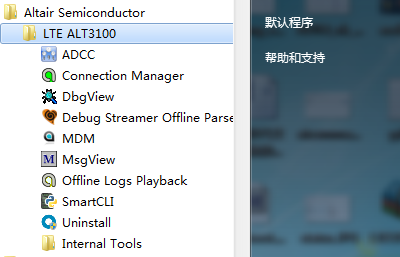 Altair Semiconductor
LTE ALT3100
ADCC
Connection Manager
DbgView
Debug Streamer Offline Parse
MDM
MsgView
Offline Logs Playback
SmartCLI
Uninstall
Internal Tools
默认程序
帮助和支持